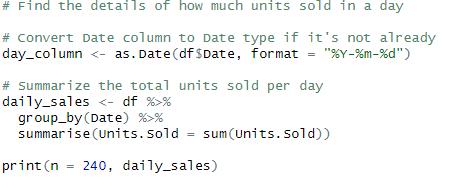 # Find the details of how much units sold in a day
# Convert Date column to Date type if it's not already
day_column <- as.Date(df$Date, format = "%Y-%m-%d")
# Summarize the total units sold per day
daily_sales <- df %>%
group_by(Date) %>%
summarise(Units.Sold = sum(Units.Sold))
print(n = 240, daily_sales)